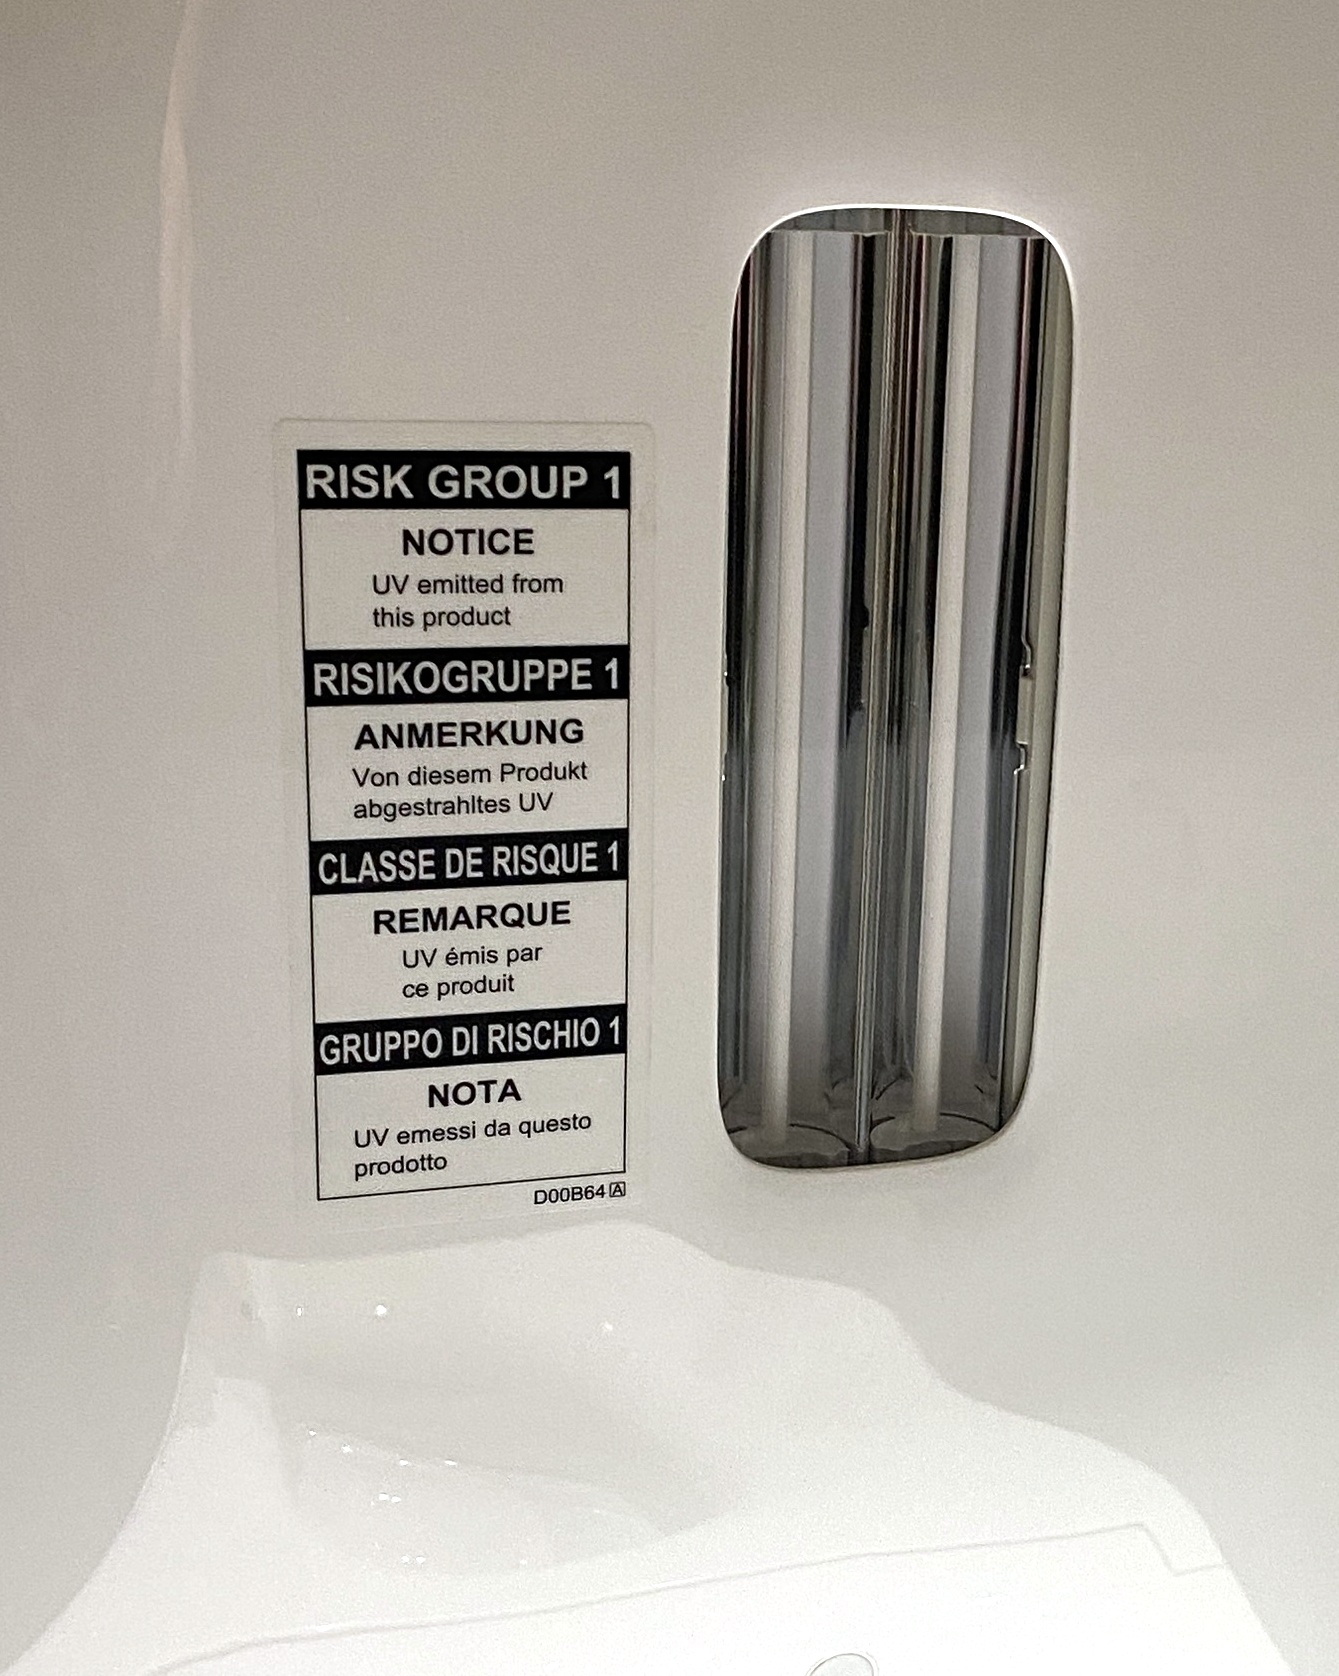 RISK GROUP 1
NOTICE
UV emitted from
this product
RISIKOGRUPPE 1
ANMERKUNG
Von diesem Produkt
abgestrahltes UV
CLASSE DE RISQUE 1
REMARQUE
UV émis par
ce produit
GRUPPO DI RISCHIO 1
NOTA
UV emessi da questo
prodotto
D00B64 A